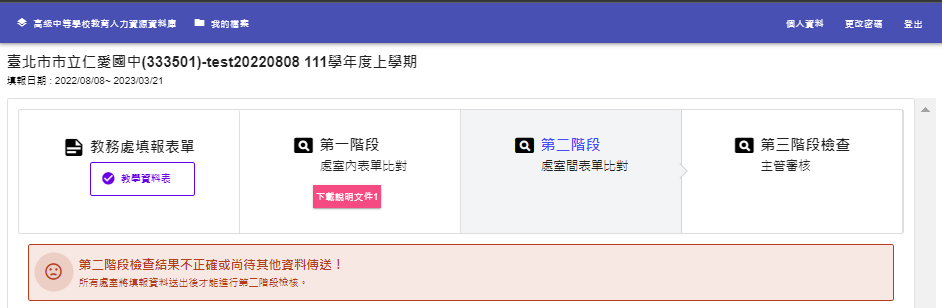 高級中等學校教育人力資源資料庫 我的檔案 個人資料 更改密碼 登出
臺北市市立仁愛國中(333501)-test20220808 111學年度上學期
填報日期 : 2022/08/08~ 2023/03/21
教務處填報表單
教學資料表
第一階段
處室內表單比對
下載說明文件1
第二階段
處室間表單比對
第三階段檢查
主管審核
第二階段檢查結果不正確或尚待其他資料傳送！
所有處室將填報資料送出後才能進行第二階段檢核。